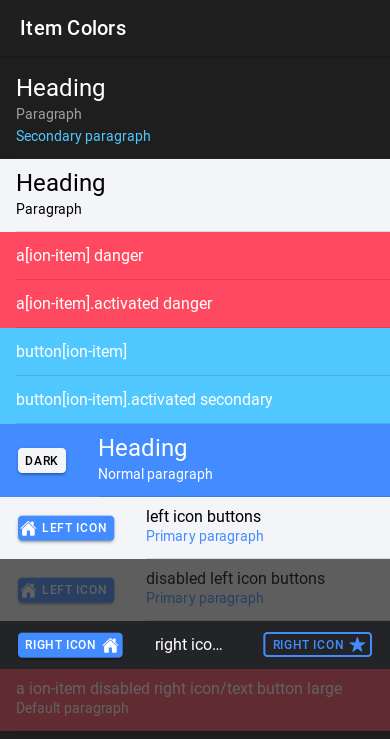 Item Colors
Heading
Paragraph
Secondary paragraph
Heading
Paragraph
a[ion-item] danger
a[ion-item].activated danger
button[ion-item]
button[ion-item].activated secondary
DARK
Heading
Normal paragraph
LEFT ICON
left icon buttons
Primary paragraph
LEFT ICON
disabled left icon buttons
Primary paragraph
RIGHT ICON right ico... RIGHT ICON
a ion-item disabled right icon/text button large
Default paragraph